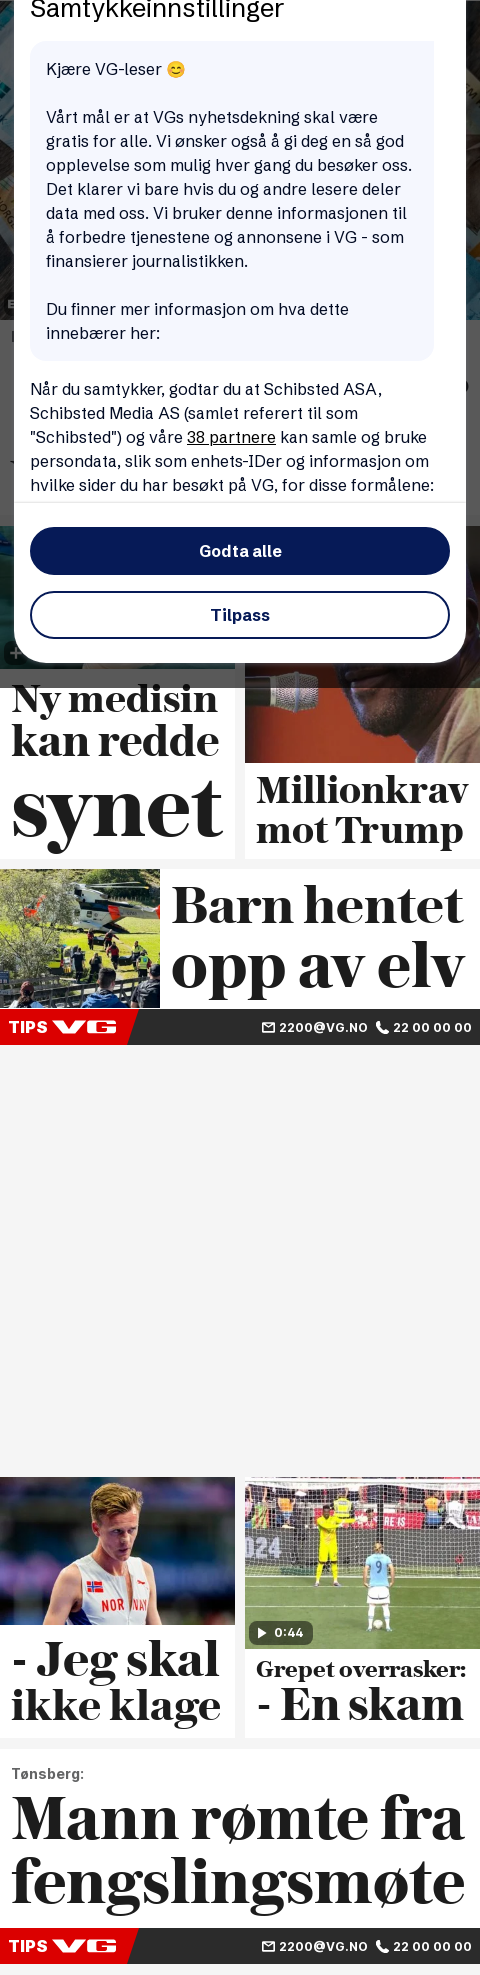 Samtykkeinnstillinger
Kjære VG-leser 😊
Vårt mål er at VGs nyhetsdekning skal være
gratis for alle. Vi ønsker også å gi deg en så god
opplevelse som mulig hver gang du besøker oss.
Det klarer vi bare hvis du og andre lesere deler
data med oss. Vi bruker denne informasjonen til
å forbedre tjenestene og annonsene i VG - som
finansierer journalistikken.
Du finner mer informasjon om hva dette
innebærer her:
Når du samtykker, godtar du at Schibsted ASA,
Schibsted Media AS (samlet referert til som
"Schibsted") og våre 38 partnere kan samle og bruke
persondata, slik som enhets-IDer og informasjon om
hvilke sider du har besøkt på VG, for disse formålene:
Godta alle
Tilpass
Ny medisin
kan redde
synet
Millionkrav
mot Trump
Barn hentet
opp av elv
TIPS VG 2200@VG.NO 22 00 00 00
NORWAY
- Jeg skal
ikke klage
2024
9
0:44
Grepet overrasker:
- En skam
Tønsberg:
Mann rømte fra
fengslingsmøte
TIPS VG 2200@VG.NO 22 00 00 00